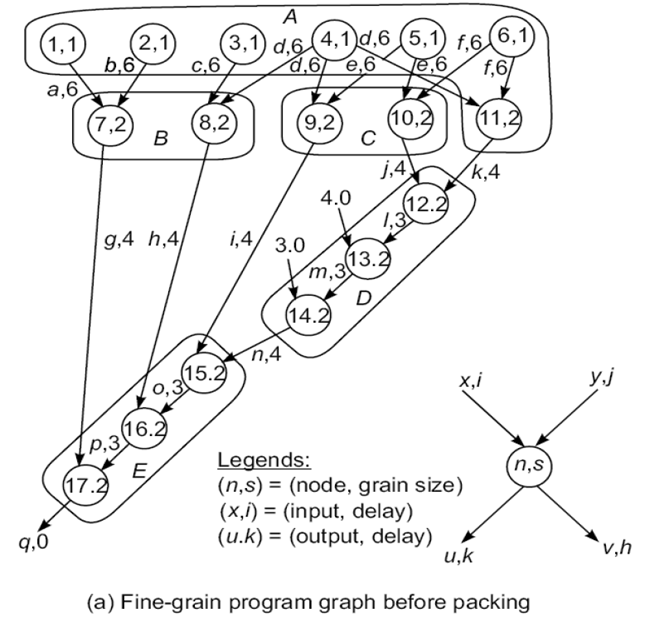 A
1,1 2,1 3,1 4,1 5,1 6,1
d,6 d,6 f,6
a,6 b,6 c,6 d,6 e,6 e,6 f,6
7,2 B 8,2 9,2 C 10,2 11,2
j,4 k,4
4.0 12.2
l,3
g,4 h,4 i,4 3.0
13.2
m,3
D
14.2
n,4
15.2
o,3
x,i y,j
16.2
p,3
E
17.2
n,s
q,0
u,k v,h
Legends:
(n,s) = (node, grain size)
(x,i) = (input, delay)
(u.k) = (output, delay)
(a) Fine-grain program graph before packing